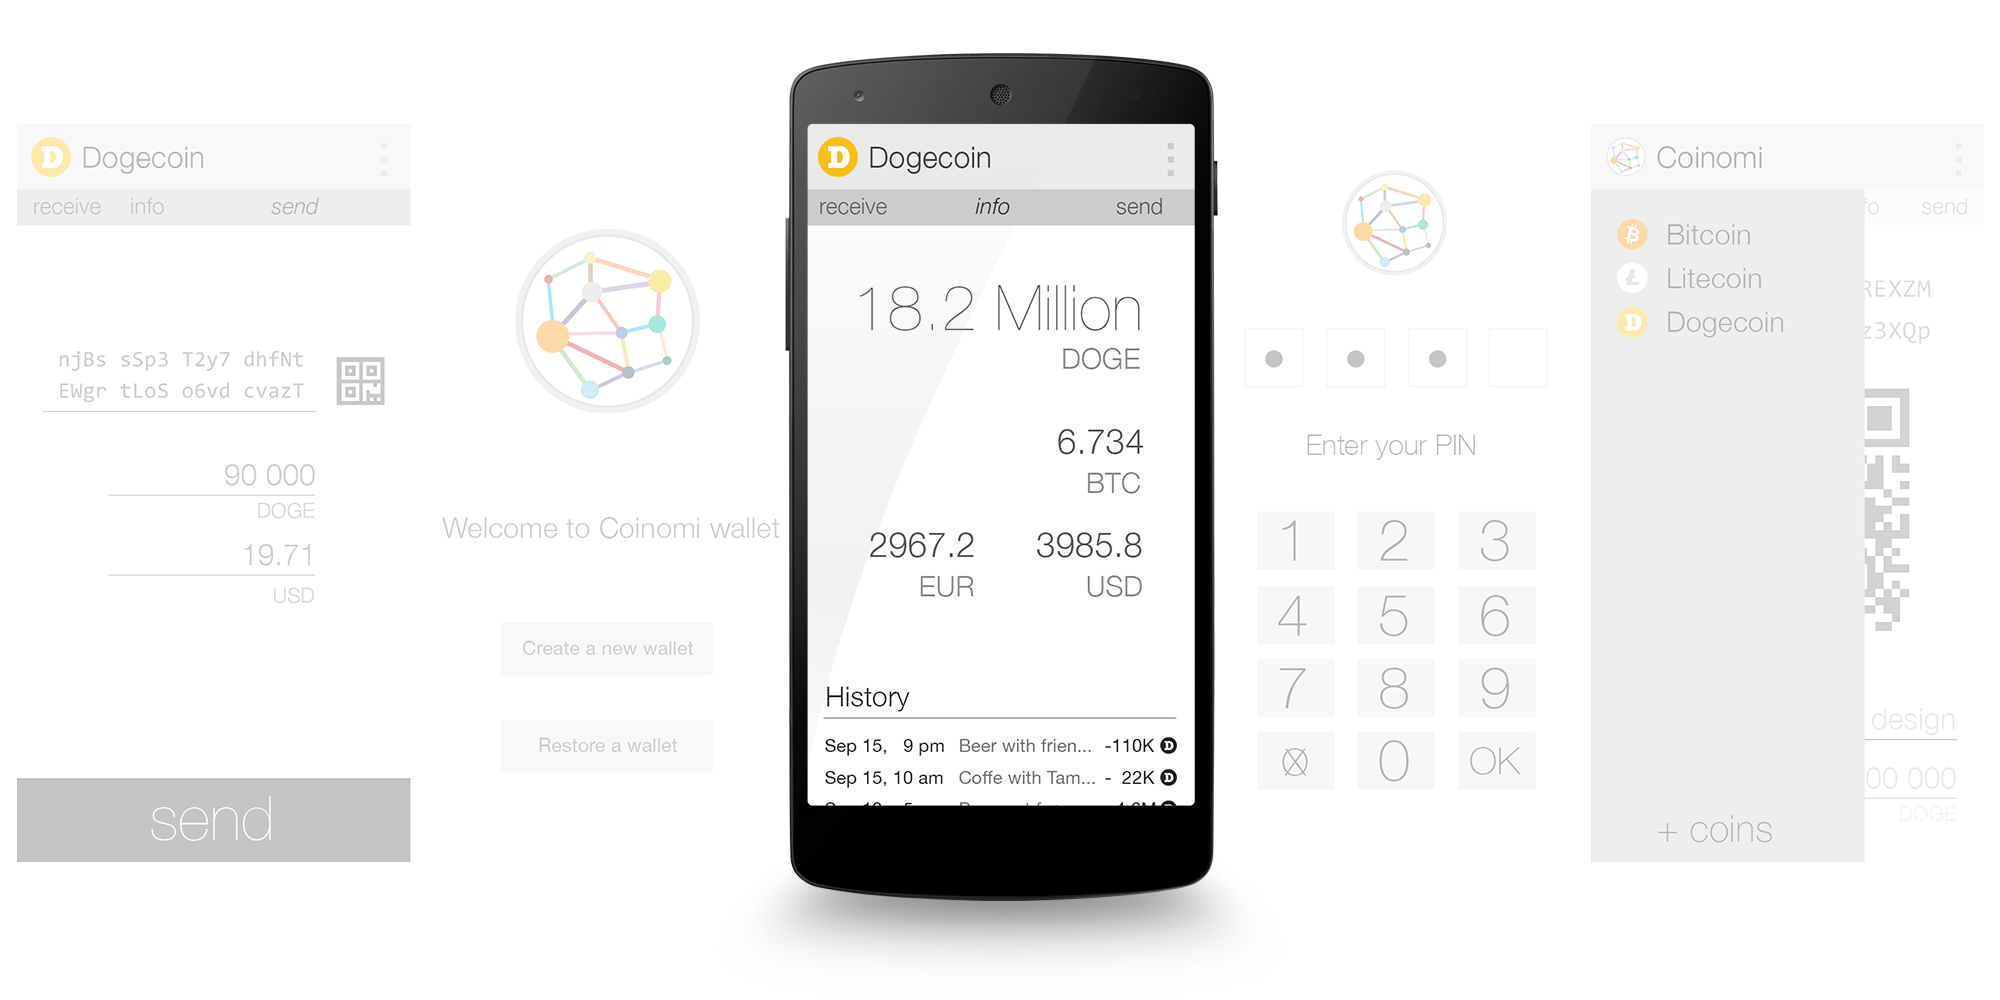 Dogecoin
receive info send
njBs sSp3 T2y7 dhfNt
EWgr tLoS o6vd cvazT
90 000
DOGE
19.71
USD
send
Welcome to Coinomi wallet
Create a new wallet
Restore a wallet
Dogecoin
receive info send
18.2 Million
DOGE
6.734
BTC
2967.2 3985.8
EUR USD
History
Sep 15, 9 pm Beer with frien... -110K
Sep 15, 10 am Coffe with Tam... - 22K
Enter your PIN
1 2 3
4 5 6
7 8 9
0 OK
Coinomi
fo send
Bitcoin
Litecoin
Dogecoin
REXZM
z3XQp
design
00 000
DOGE
+ coins